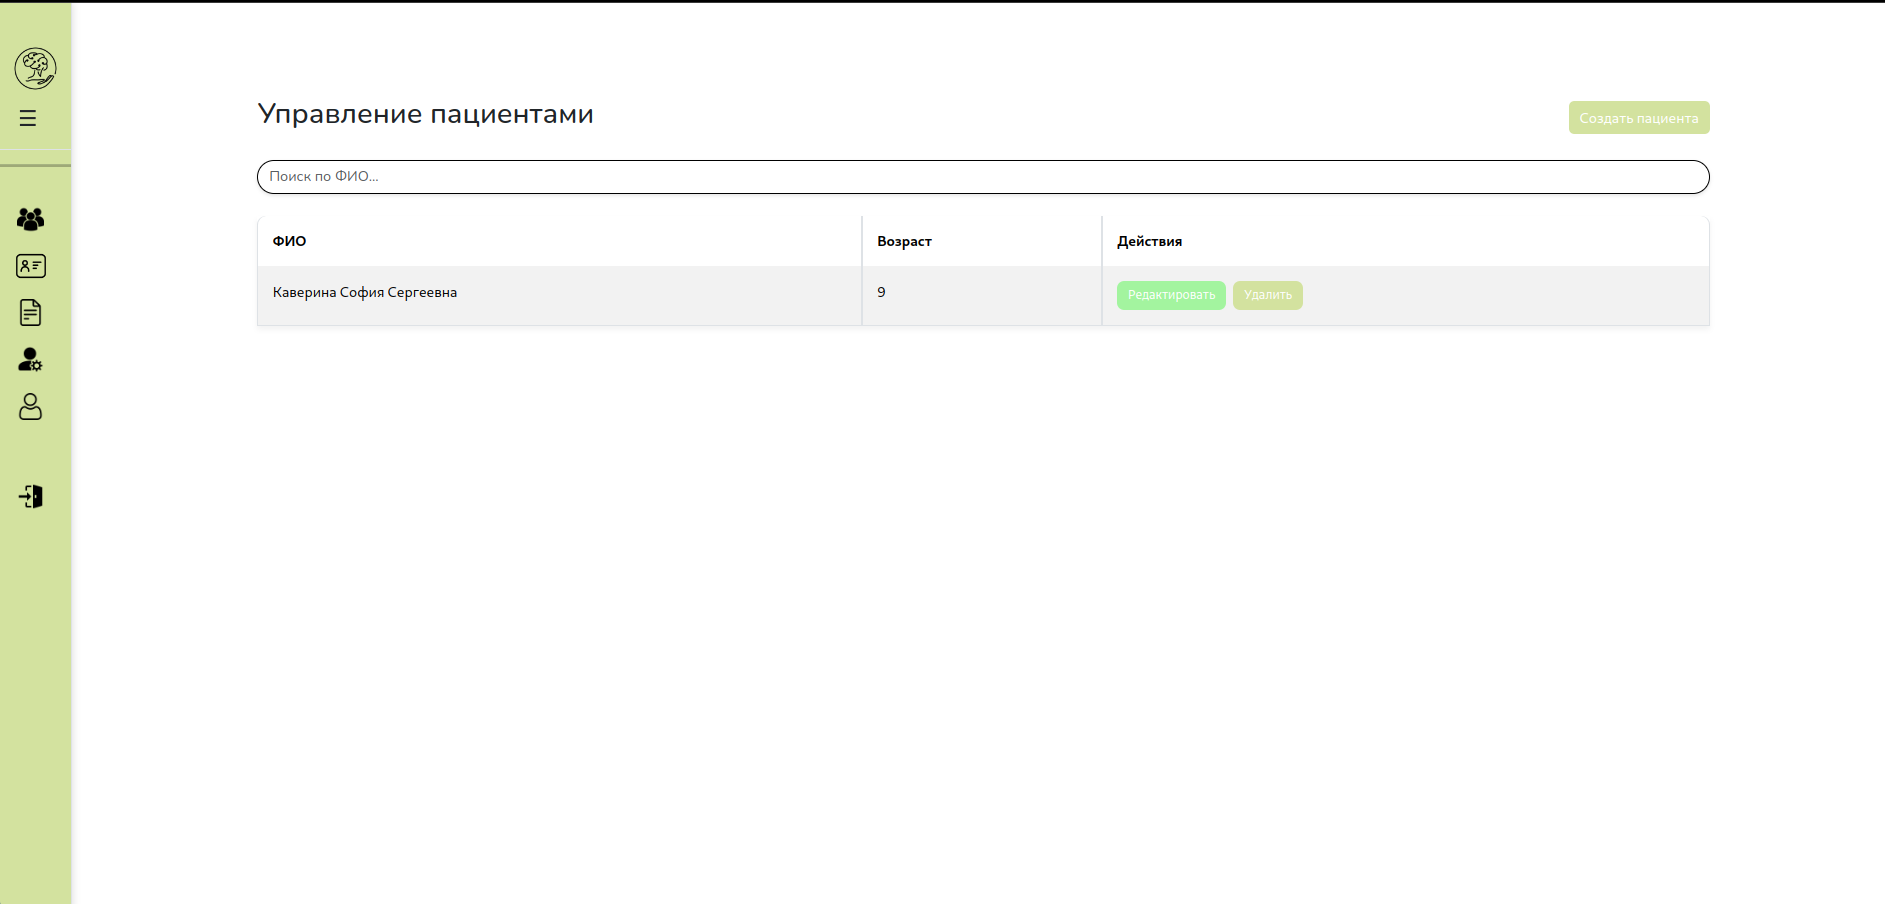 Управление пациентами
Создать пациента
Поиск по ФИО...
ФИО Возраст Действия
Каверина София Сергеевна 9 Редактировать Удалить